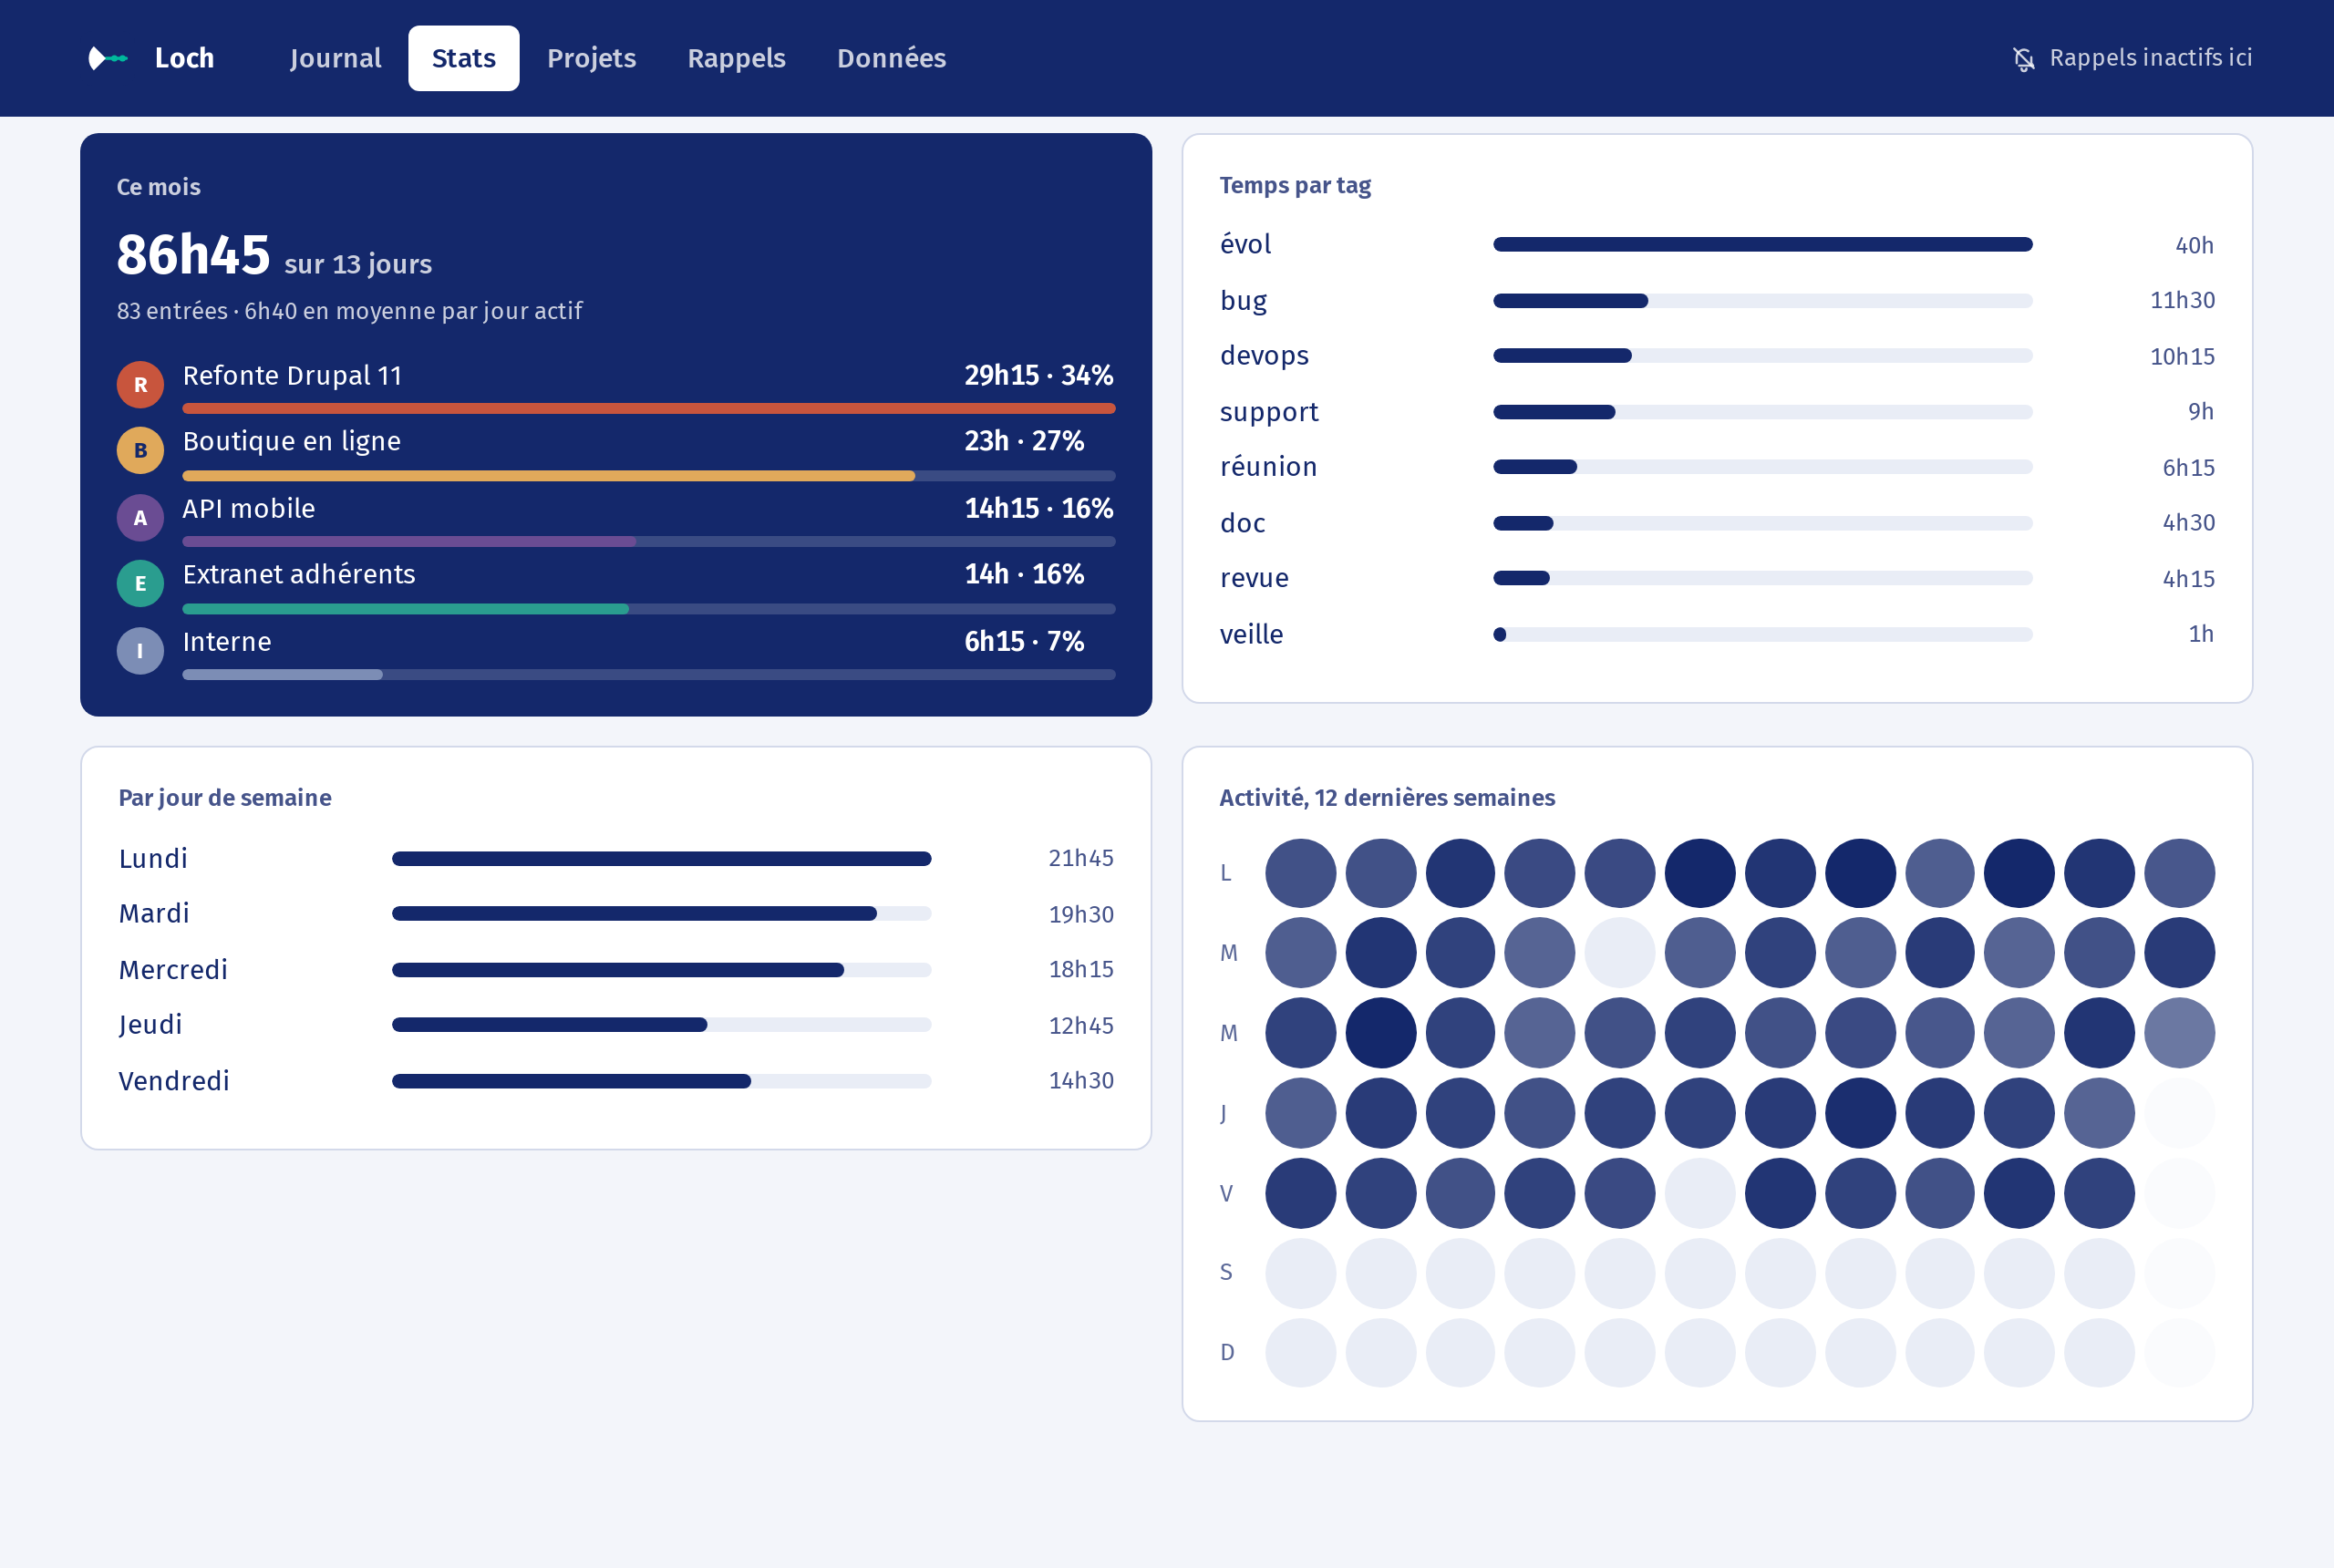 Loch Journal Stats Projets Rappels Données Rappels inactifs ici
Ce mois
86h45 sur 13 jours
83 entrées · 6h40 en moyenne par jour actif
R Refonte Drupal 11 29h15 · 34%
B Boutique en ligne 23h · 27%
A API mobile 14h15 · 16%
E Extranet adhérents 14h · 16%
I Interne 6h15 · 7%
Temps par tag
évol 40h
bug 11h30
devops 10h15
support 9h
réunion 6h15
doc 4h30
revue 4h15
veille 1h
Par jour de semaine
Lundi 21h45
Mardi 19h30
Mercredi 18h15
Jeudi 12h45
Vendredi 14h30
Activité, 12 dernières semaines
L
M
M
J
V
S
D